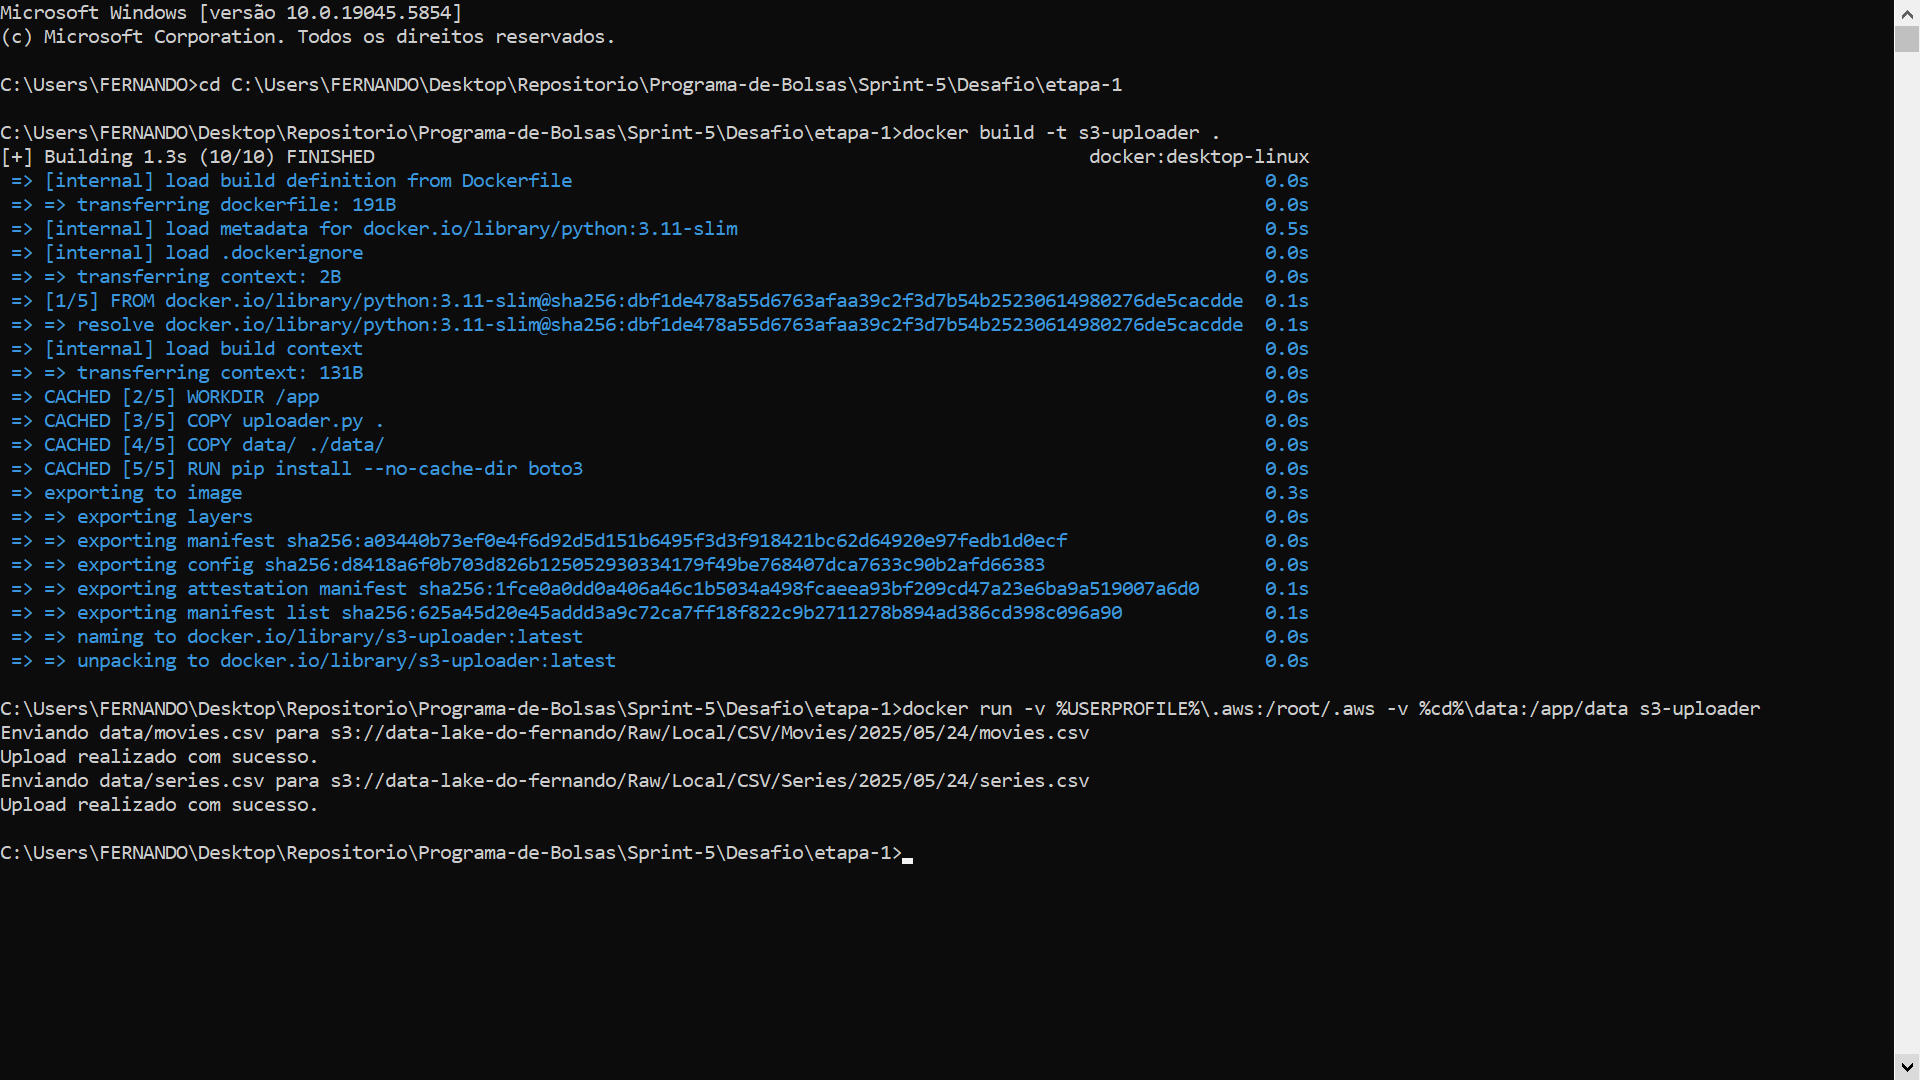 Microsoft Windows [versão 10.0.19045.5854]
(c) Microsoft Corporation. Todos os direitos reservados.
C:\Users\FERNANDO>cd C:\Users\FERNANDO\Desktop\Repositorio\Programa-de-Bolsas\Sprint-5\Desafio\etapa-1
C:\Users\FERNANDO\Desktop\Repositorio\Programa-de-Bolsas\Sprint-5\Desafio\etapa-1>docker build -t s3-uploader .
[+] Building 1.3s (10/10) FINISHED docker:desktop-linux
=> [internal] load build definition from Dockerfile 0.0s
=> => transferring dockerfile: 191B 0.0s
=> [internal] load metadata for docker.io/library/python:3.11-slim 0.5s
=> [internal] load .dockerignore 0.0s
=> => transferring context: 2B 0.0s
=> [1/5] FROM docker.io/library/python:3.11-slim@sha256:dbf1de478a55d6763afaa39c2f3d7b54b25230614980276de5cacdde 0.1s
=> => resolve docker.io/library/python:3.11-slim@sha256:dbf1de478a55d6763afaa39c2f3d7b54b25230614980276de5cacdde 0.1s
=> [internal] load build context 0.0s
=> => transferring context: 131B 0.0s
=> CACHED [2/5] WORKDIR /app 0.0s
=> CACHED [3/5] COPY uploader.py . 0.0s
=> CACHED [4/5] COPY data/ ./data/ 0.0s
=> CACHED [5/5] RUN pip install --no-cache-dir boto3 0.0s
=> exporting to image 0.3s
=> => exporting layers 0.0s
=> => exporting manifest sha256:a03440b73ef0e4f6d92d5d151b6495f3d3f918421bc62d64920e97fedb1d0ecf 0.0s
=> => exporting config sha256:d8418a6f0b703d826b125052930334179f49be768407dca7633c90b2afd66383 0.0s
=> => exporting attestation manifest sha256:1fce0a0dd0a406a46c1b5034a498fcaeea93bf209cd47a23e6ba9a519007a6d0 0.1s
=> => exporting manifest list sha256:625a45d20e45addd3a9c72ca7ff18f822c9b2711278b894ad386cd398c096a90 0.1s
=> => naming to docker.io/library/s3-uploader:latest 0.0s
=> => unpacking to docker.io/library/s3-uploader:latest 0.0s
C:\Users\FERNANDO\Desktop\Repositorio\Programa-de-Bolsas\Sprint-5\Desafio\etapa-1>docker run -v %USERPROFILE%\.aws:/root/.aws -v %cd%\data:/app/data s3-uploader
Enviando data/movies.csv para s3://data-lake-do-fernando/Raw/Local/CSV/Movies/2025/05/24/movies.csv
Upload realizado com sucesso.
Enviando data/series.csv para s3://data-lake-do-fernando/Raw/Local/CSV/Series/2025/05/24/series.csv
Upload realizado com sucesso.
C:\Users\FERNANDO\Desktop\Repositorio\Programa-de-Bolsas\Sprint-5\Desafio\etapa-1>